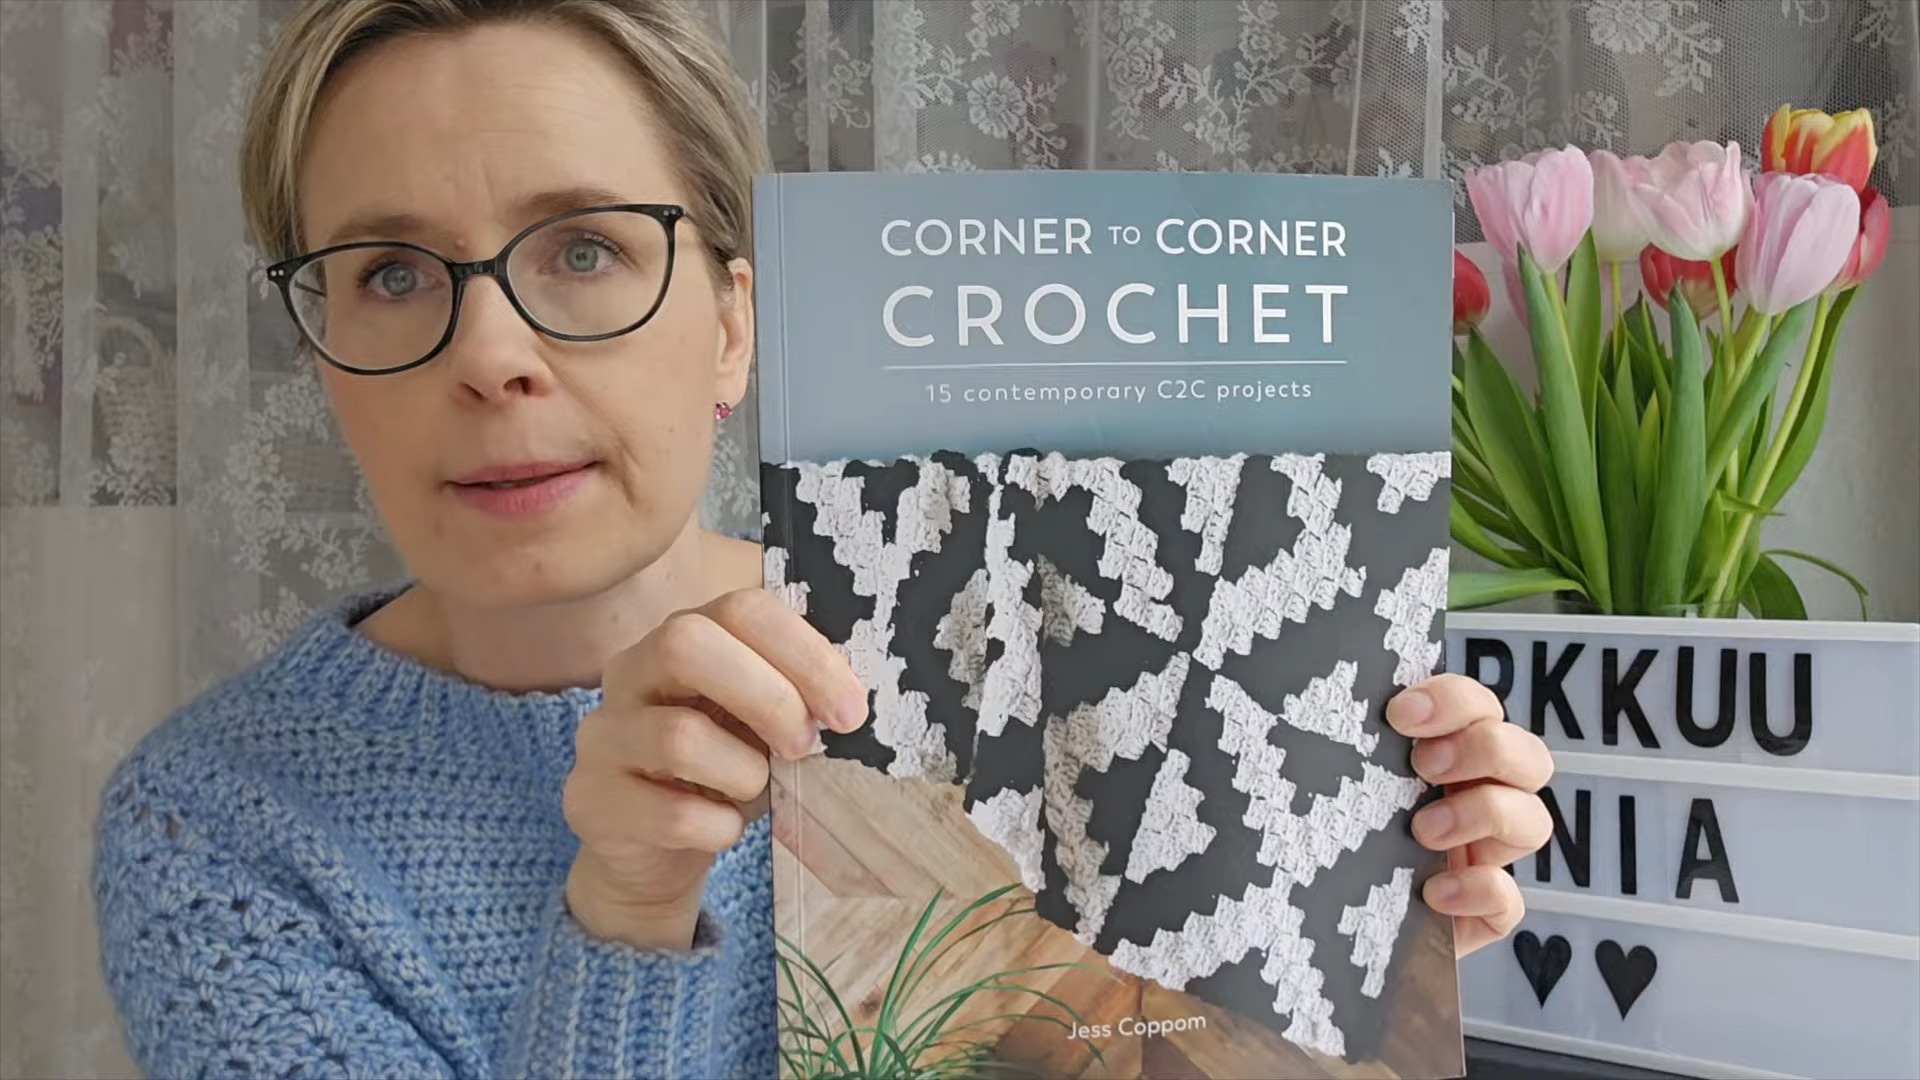 CORNER TO CORNER
CROCHET
15 contemporary C2C projects
Jess Coppom
RKKUU
NIA
♥♥